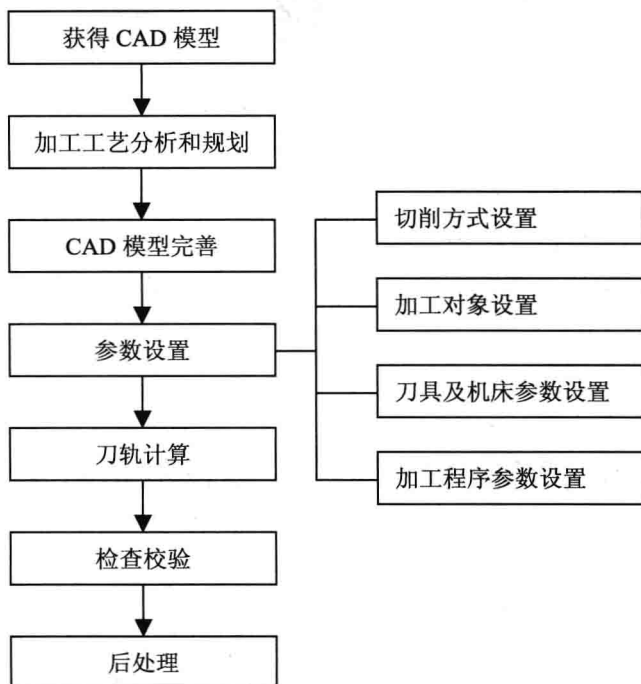 获得 CAD 模型
加工工艺分析和规划
CAD 模型完善
参数设置
刀轨计算
检查校验
后处理
切削方式设置
加工对象设置
刀具及机床参数设置
加工程序参数设置